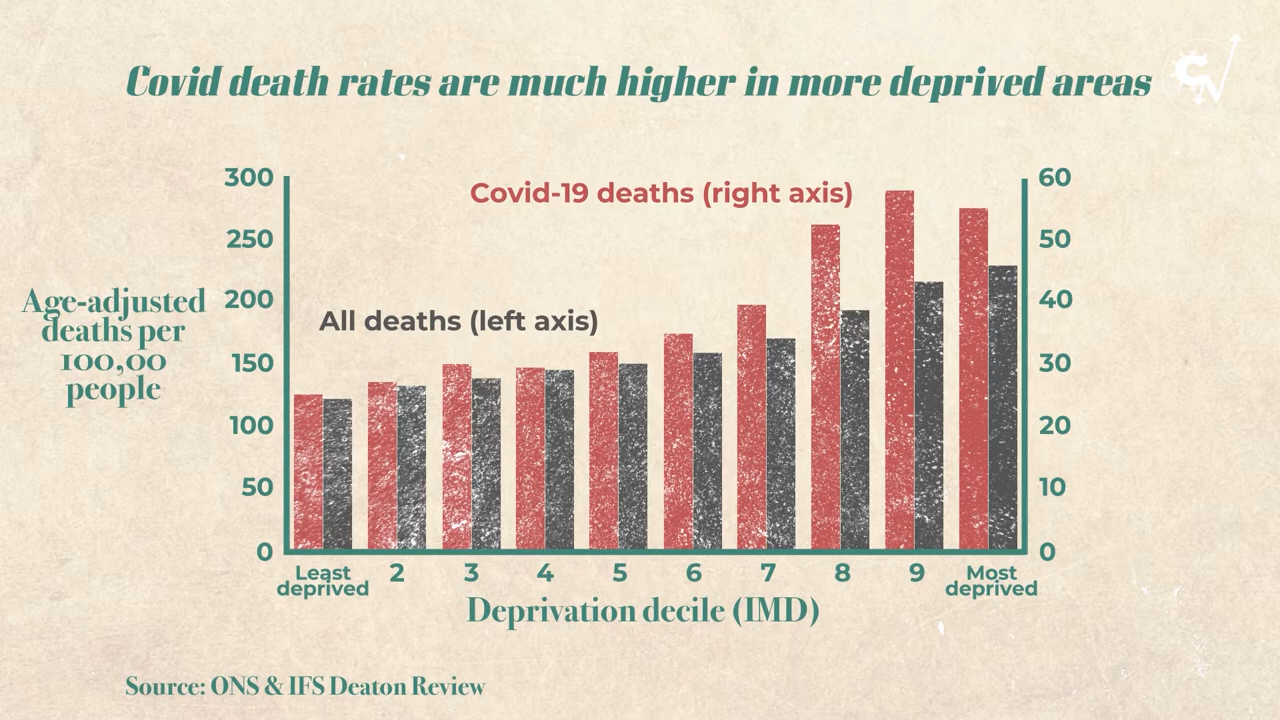 Covid death rates are much higher in more deprived areas
CN
Covid-19 deaths (right axis)
All deaths (left axis)
Age-adjusted
deaths per
100,00
people
300
250
200
150
100
50
0
60
50
40
30
20
10
0
Least
deprived
2
3
4
5
6
7
8
9
Most
deprived
Deprivation decile (IMD)
Source: ONS & IFS Deaton Review